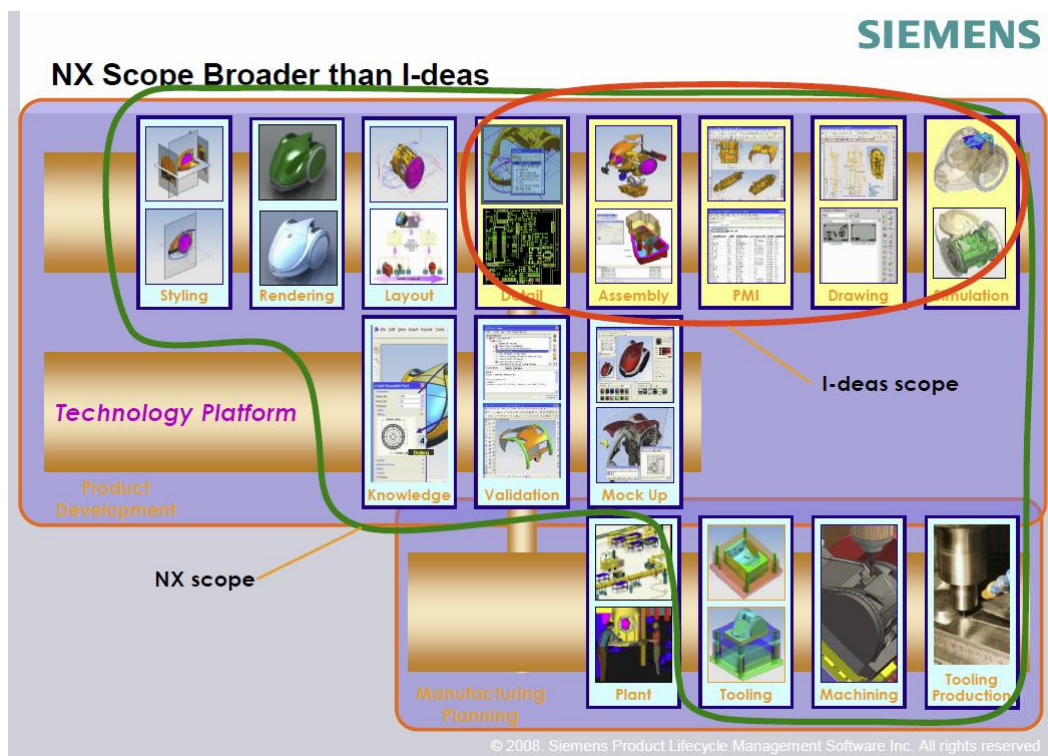 SIEMENS
NX Scope Broader than I-deas
Styling
Rendering
Layout
Detail
Assembly
PMI
Drawing
Simulation
I-deas scope
Technology Platform
Knowledge
Validation
Mock Up
Product
Development
NX scope
Plant
Tooling
Machining
Tooling
Production
Manufacturing
Planning
© 2008. Siemens Product Lifecycle Management Software Inc. All rights reserved